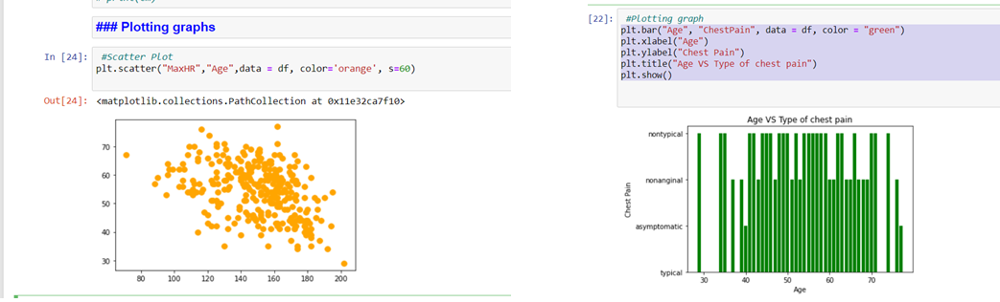 ### Plotting graphs
In [24]:
#Scatter Plot
plt.scatter("MaxHR","Age",data = df, color='orange', s=60)
Out[24]: <matplotlib.collections.PathCollection at 0x11e32ca7f10>
70
60
50
40
30
80 100 120 140 160 180 200
[22]:
#Plotting graph
plt.bar("Age", "ChestPain", data = df, color = "green")
plt.xlabel("Age")
plt.ylabel("Chest Pain")
plt.title("Age VS Type of chest pain")
plt.show()
Age VS Type of chest pain
nontypical
nonanginal
asymptomatic
typical
Chest Pain
30 40 50 60 70
Age